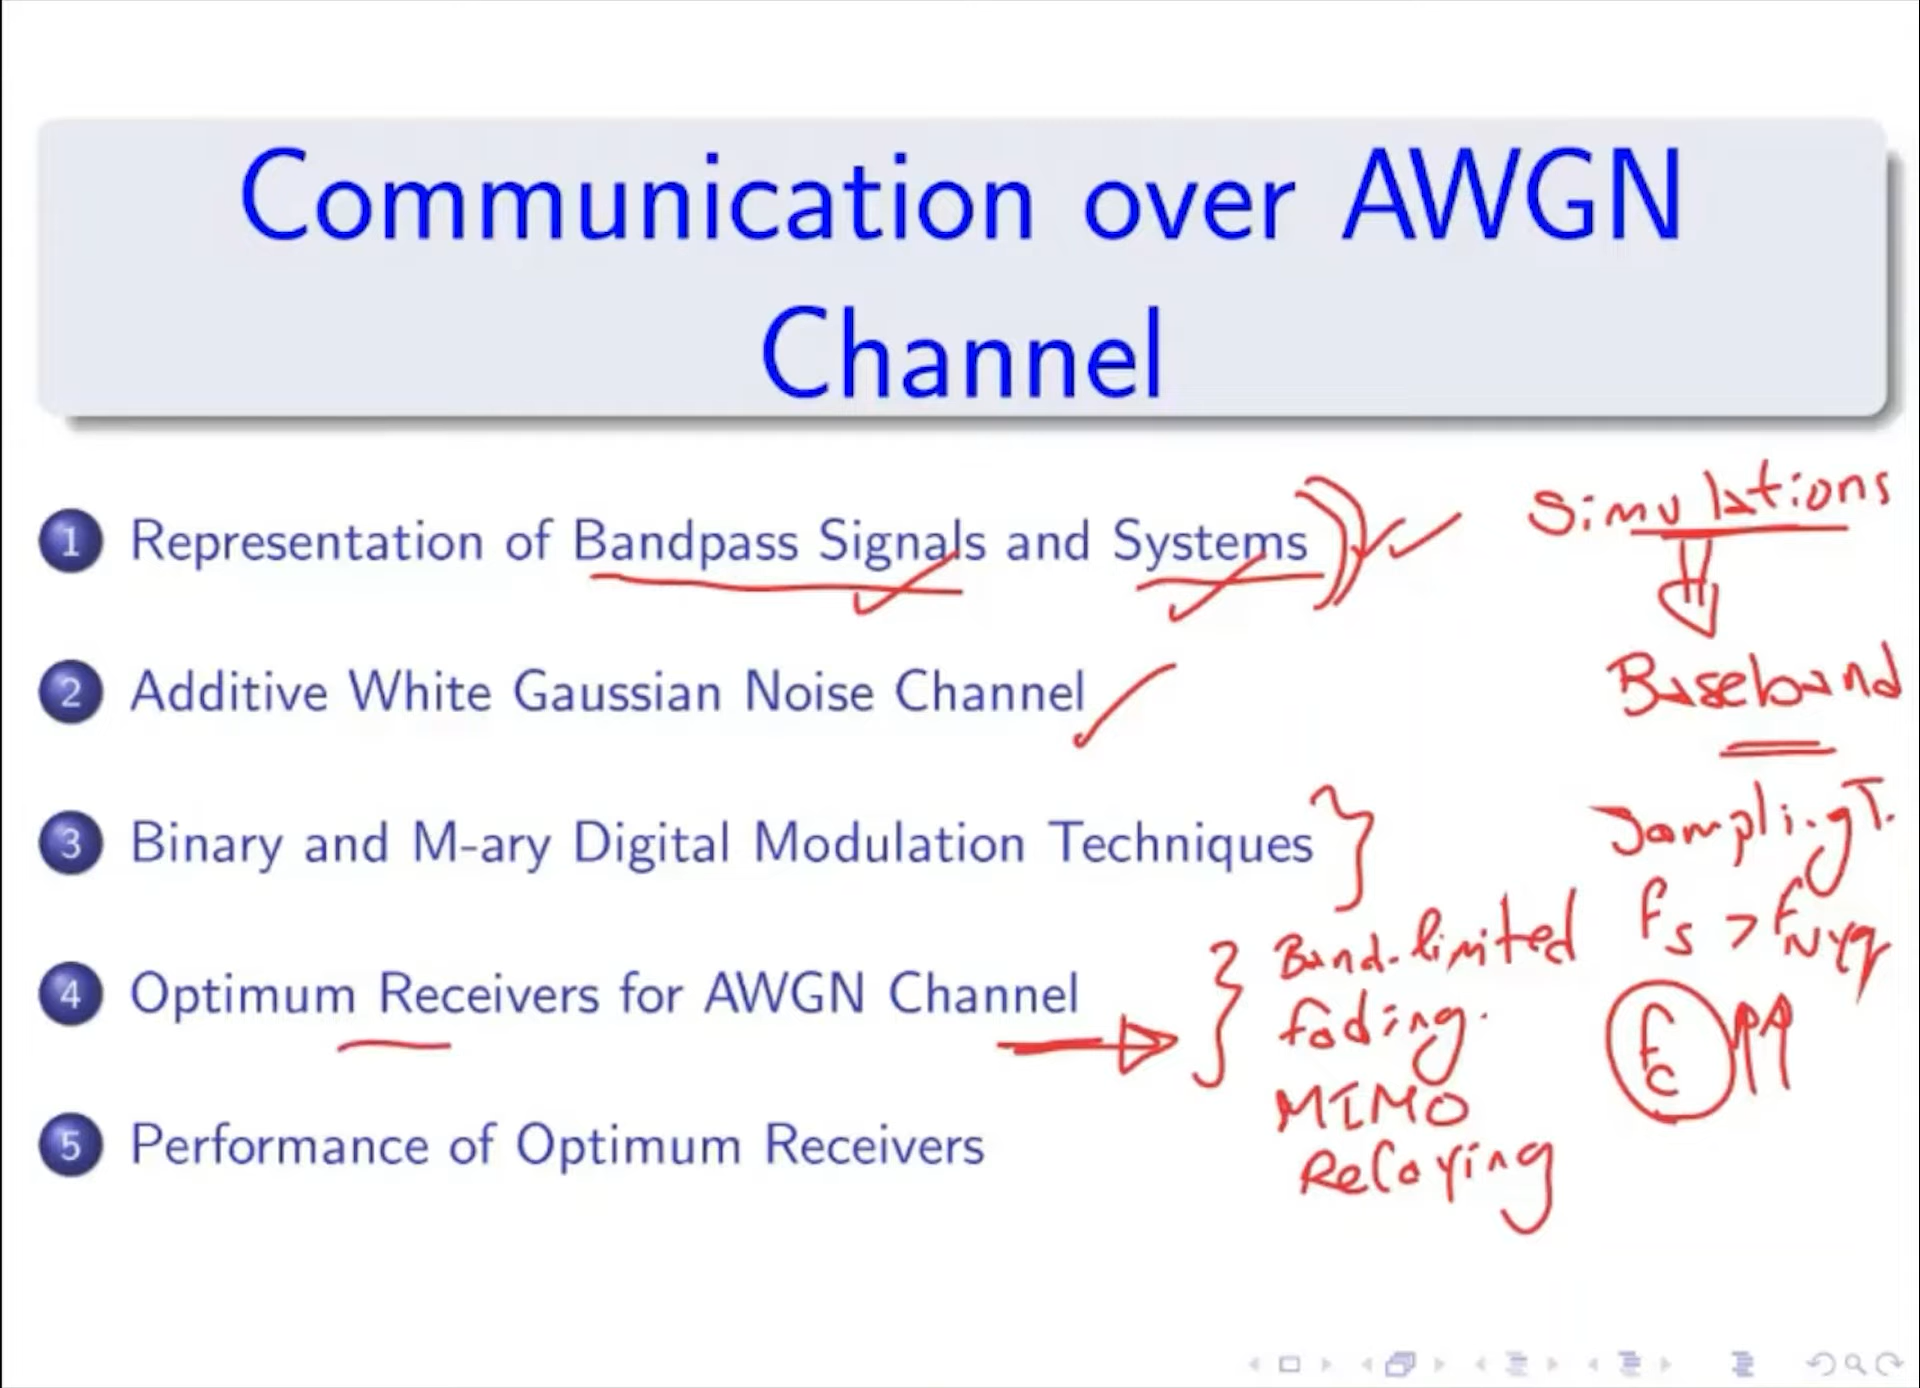 Communication over AWGN
Channel
1 Representation of Bandpass Signals and Systems
2 Additive White Gaussian Noise Channel
3 Binary and M-ary Digital Modulation Techniques
4 Optimum Receivers for AWGN Channel
5 Performance of Optimum Receivers
Simulations
Baseband
Sampling T.
fs > fNyq
fc ↑↑
Band-limited
fading.
MIMO
Relaying